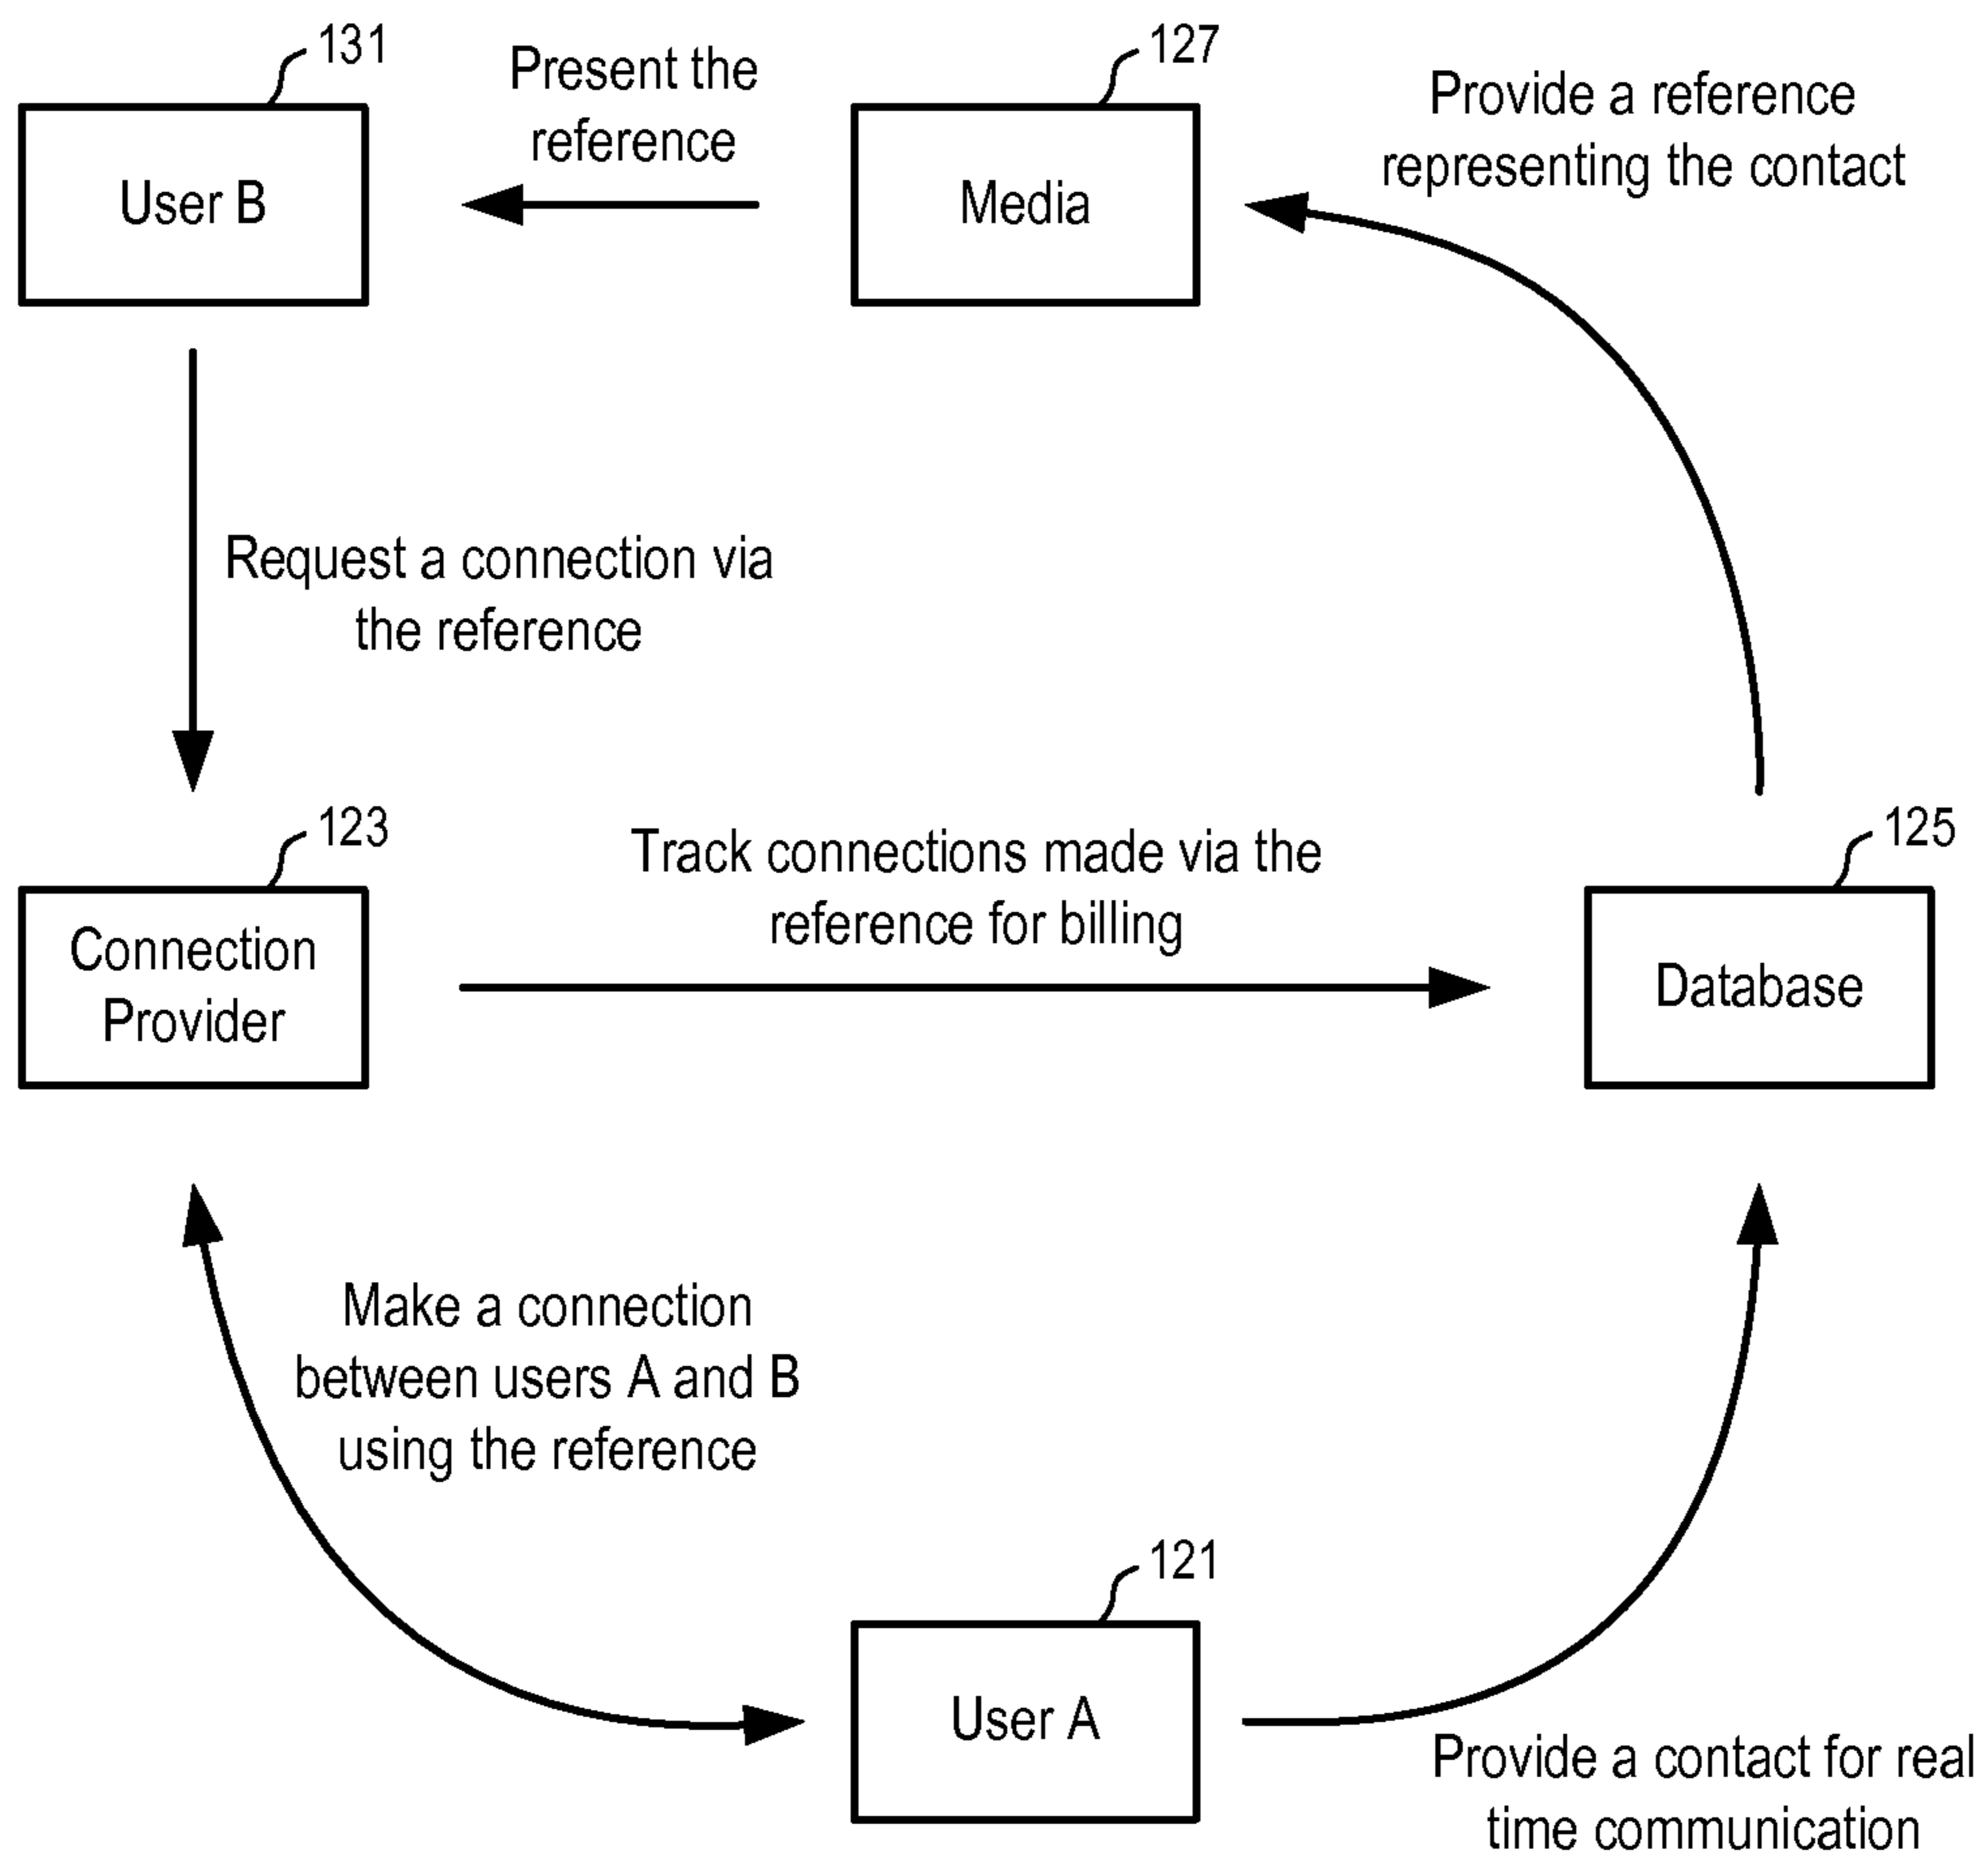 131
Present the
reference
127
Provide a reference
representing the contact
User B
Media
Request a connection via
the reference
123
Track connections made via the
reference for billing
125
Connection
Provider
Database
Make a connection
between users A and B
using the reference
121
User A
Provide a contact for real
time communication